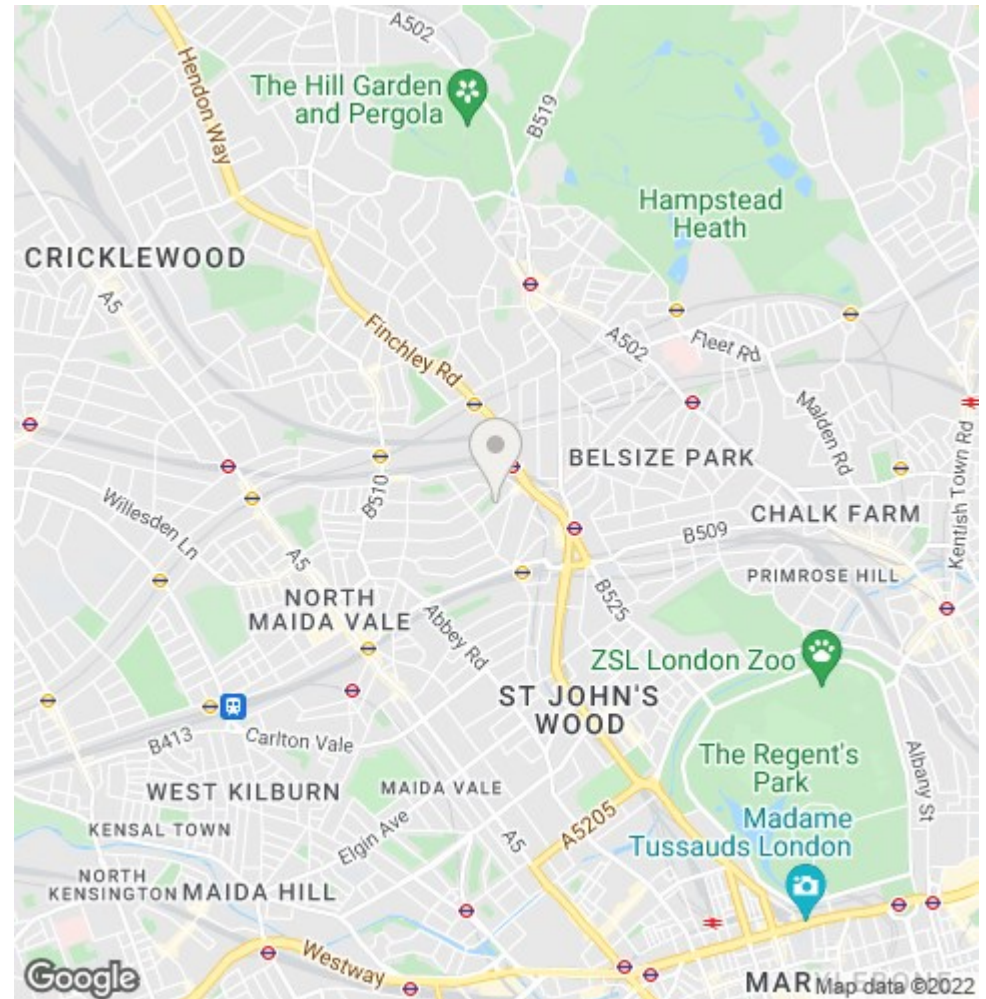 A502
The Hill Garden
and Pergola
B519
Hendon Way
Hampstead
Heath
CRICKLEWOOD
A5
Finchley Rd
A502
Fleet Rd
Malden Rd
Kentish Town Rd
BELSIZE PARK
B510
Willesden Ln
A5
CHALK FARM
B509
PRIMROSE HILL
B525
NORTH
MAIDA VALE
Abbey Rd
ZSL London Zoo
ST JOHN'S
WOOD
B413
Carlton Vale
The Regent's
Park
Albany St
WEST KILBURN
MAIDA VALE
KENSAL TOWN
Elgin Ave
A5
A5205
Madame
Tussauds London
NORTH
KENSINGTON
MAIDA HILL
Westway
Google
MAR
Map data ©2022